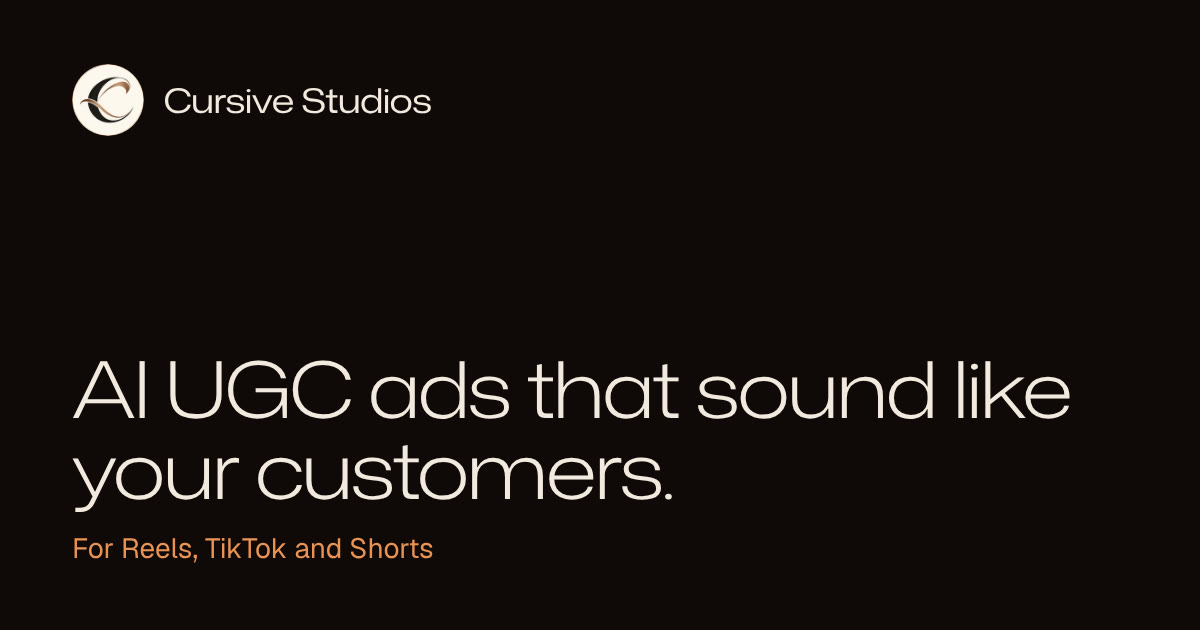 Cursive Studios
AI UGC ads that sound like
your customers.
For Reels, TikTok and Shorts